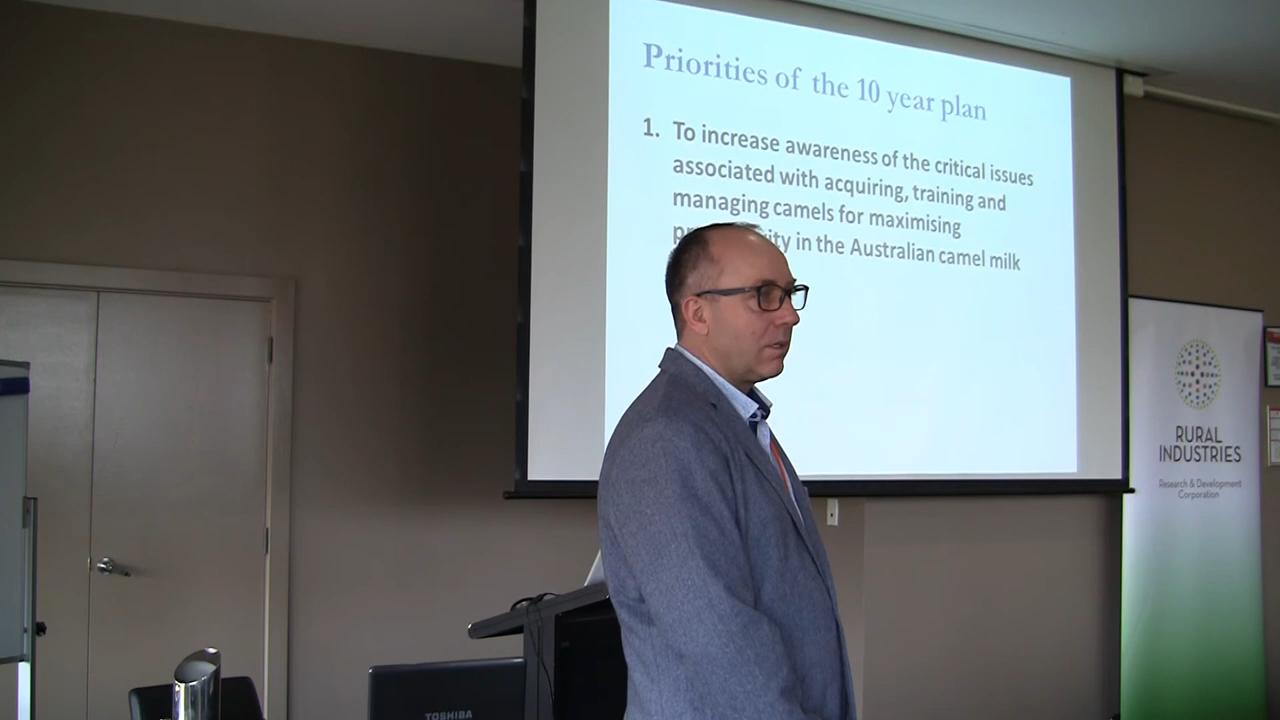 Priorities of the 10 year plan
1. To increase awareness of the critical issues
associated with acquiring, training and
managing camels for maximising
in the Australian camel milk
RURAL
INDUSTRIES
Research & Development
Corporation
TOSHIBA